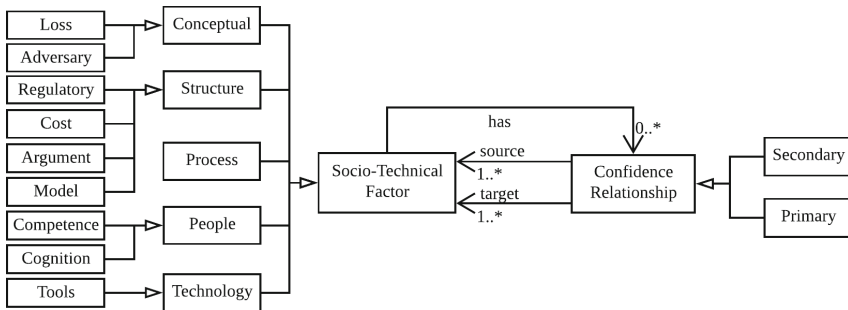 Loss
Adversary
Regulatory
Cost
Argument
Model
Competence
Cognition
Tools
Conceptual
Structure
Process
People
Technology
Socio-Technical
Factor
has
0..*
source
1..*
target
1..*
Confidence
Relationship
Secondary
Primary